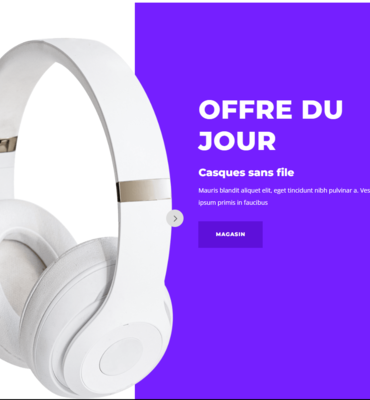 OFFRE DU
JOUR
Casques sans file
Mauris blandit aliquet elit, eget tincidunt nibh pulvinar a. Ves
ipsum primis in faucibus
MAGASIN